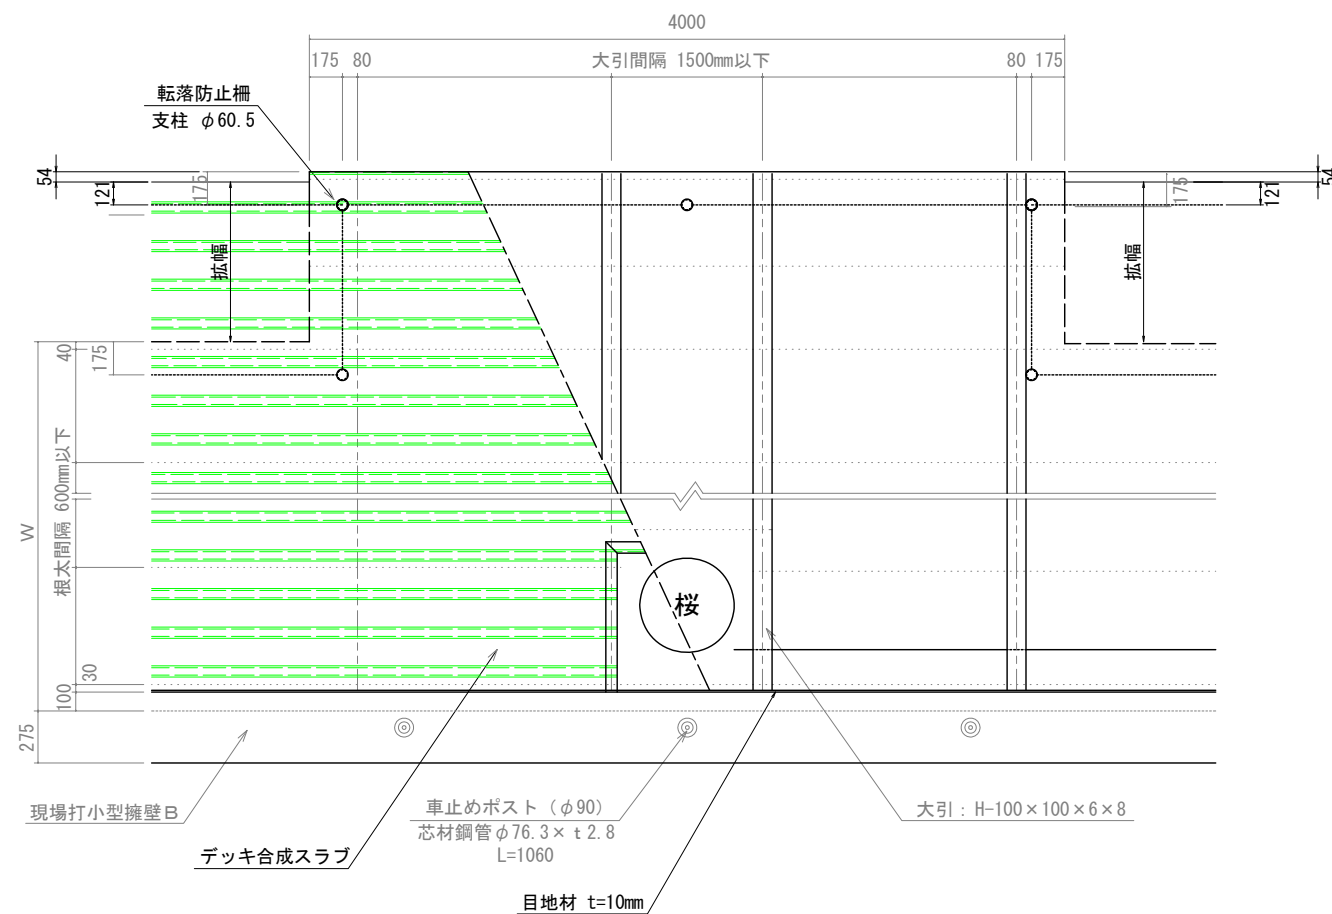 4000
175 80 大引間隔 1500mm以下 80 175
転落防止柵
支柱 φ60.5
54
121
175
拡幅
54
175
121
拡幅
40
175
根太間隔 600mm以下
W
桜
30
100
275
現場打小型擁壁B
車止めポスト（φ90）
芯材鋼管φ76.3×ｔ2.8
L=1060
大引：H-100×100×6×8
デッキ合成スラブ
目地材 t=10mm